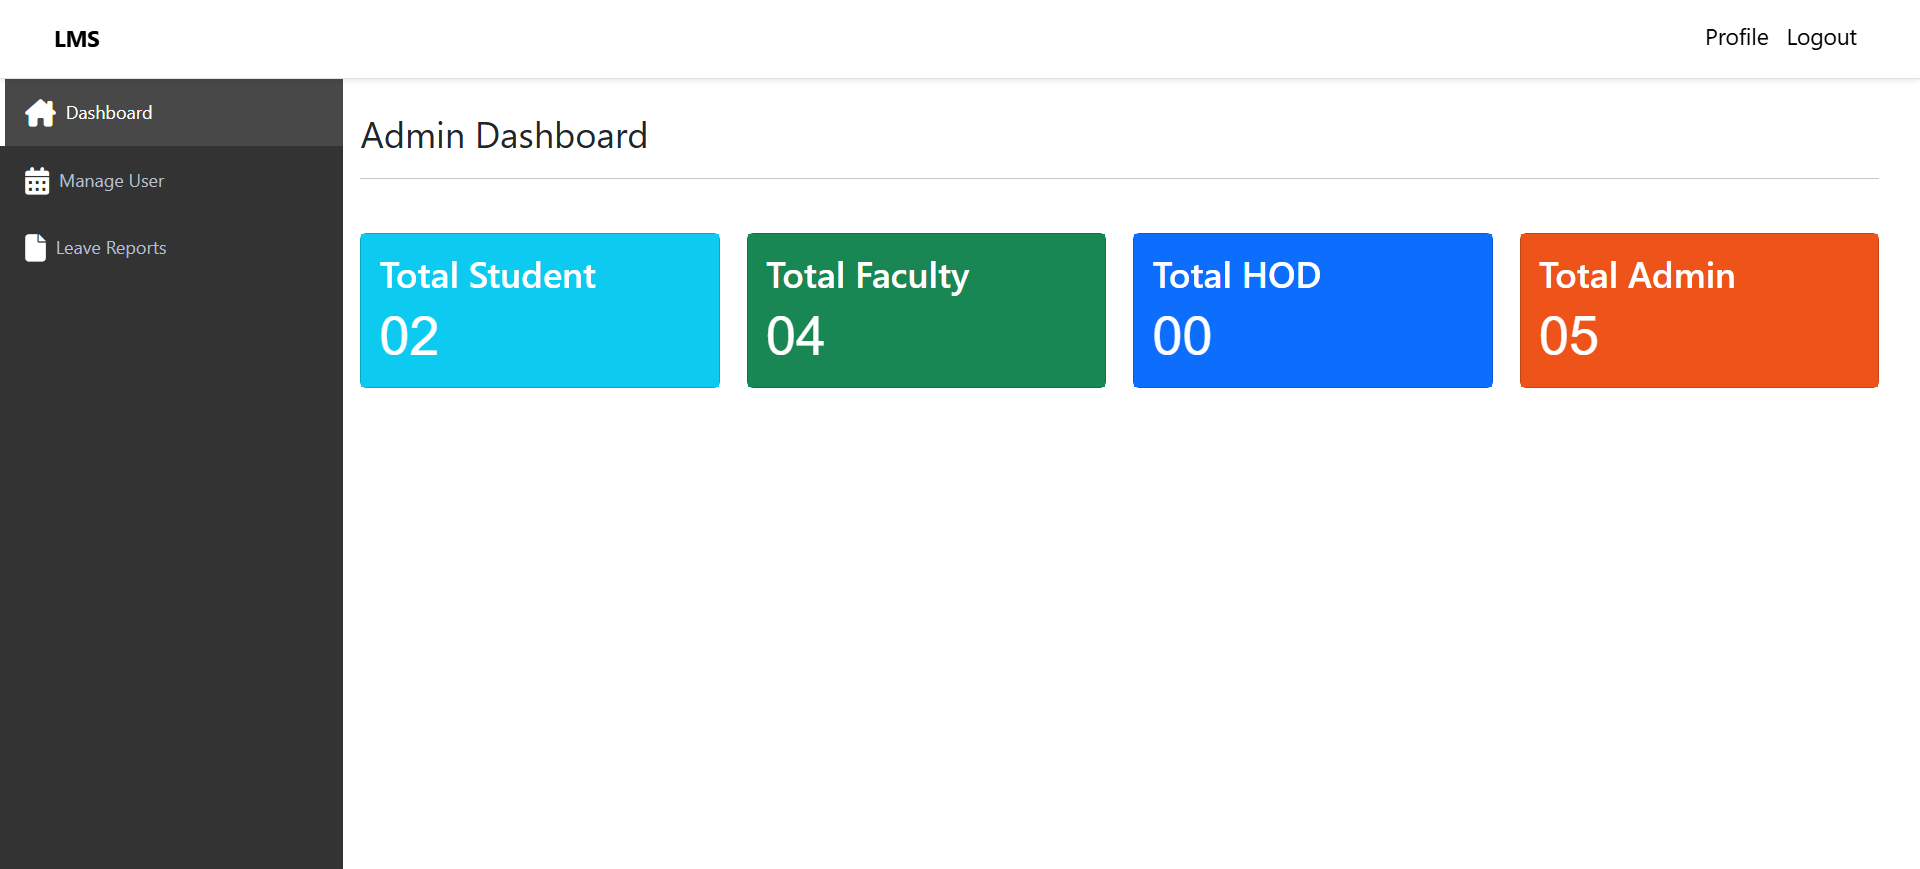 LMS
Profile Logout
Dashboard
Manage User
Leave Reports
Admin Dashboard
Total Student
02
Total Faculty
04
Total HOD
00
Total Admin
05